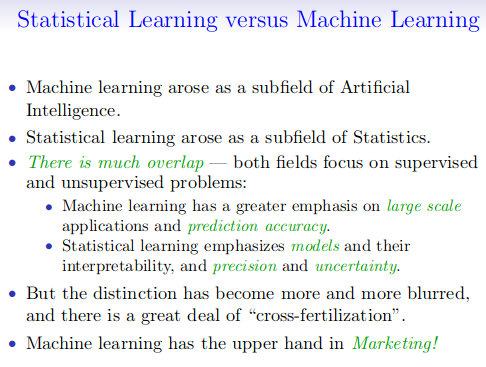 Statistical Learning versus Machine Learning
• Machine learning arose as a subfield of Artificial
Intelligence.
• Statistical learning arose as a subfield of Statistics.
• There is much overlap — both fields focus on supervised
and unsupervised problems:
• Machine learning has a greater emphasis on large scale
applications and prediction accuracy.
• Statistical learning emphasizes models and their
interpretability, and precision and uncertainty.
• But the distinction has become more and more blurred,
and there is a great deal of “cross-fertilization”.
• Machine learning has the upper hand in Marketing!